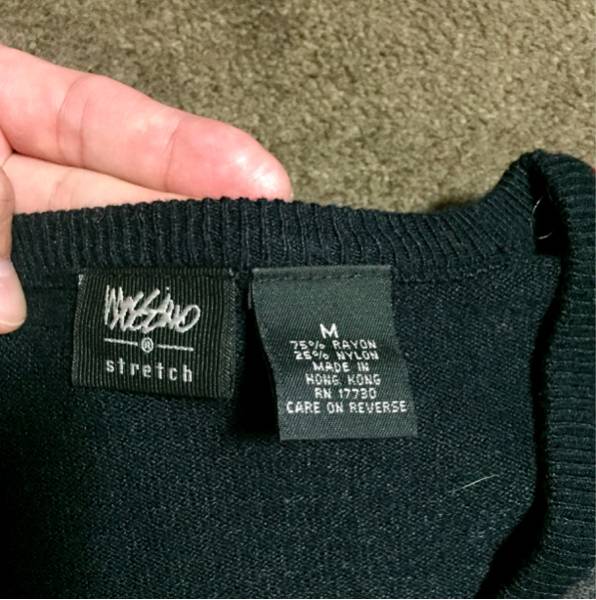 MOSSIMO
®
stretch
M
75% RAYON
25% NYLON
MADE IN
HONG KONG
RN 17730
CARE ON REVERSE